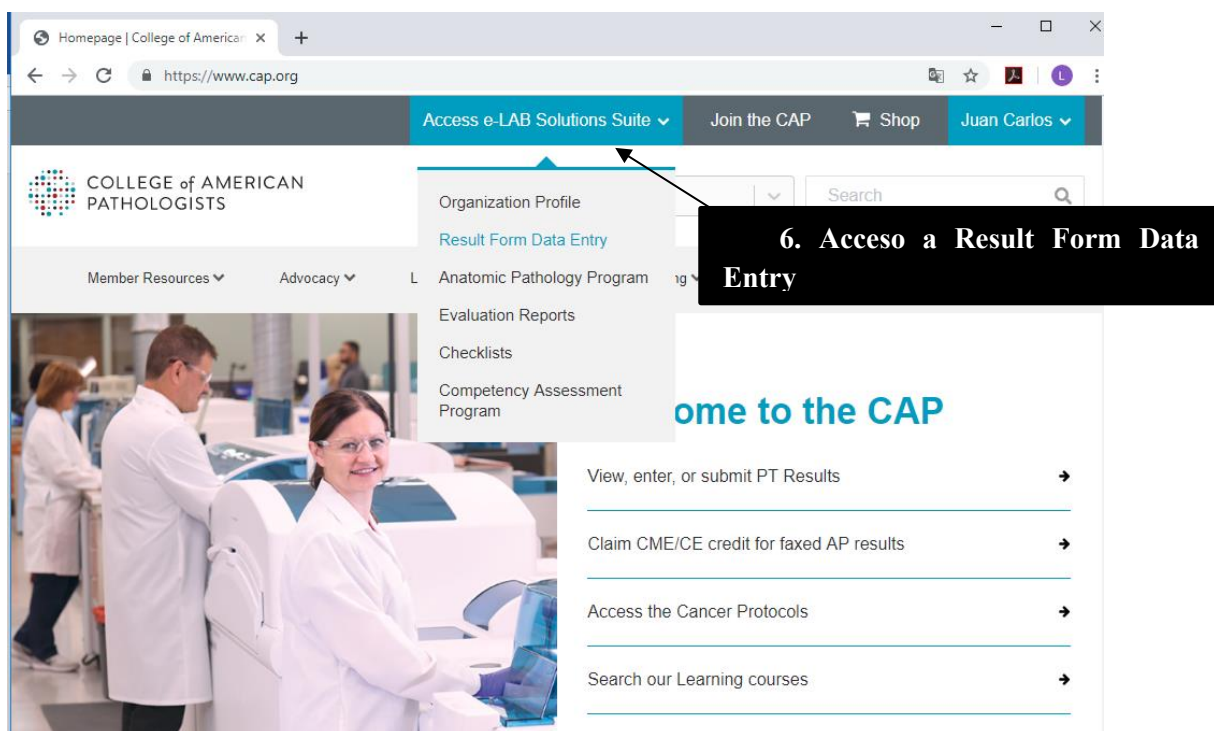 Homepage | College of American
https://www.cap.org
L
Access e-LAB Solutions Suite
Join the CAP
Shop
Juan Carlos
COLLEGE of AMERICAN
PATHOLOGISTS
Search
Organization Profile
Result Form Data Entry
Anatomic Pathology Program
Evaluation Reports
Checklists
Competency Assessment
Program
6. Acceso a Result Form Data
Entry
Member Resources
Advocacy
L
ng
ome to the CAP
View, enter, or submit PT Results
Claim CME/CE credit for faxed AP results
Access the Cancer Protocols
Search our Learning courses